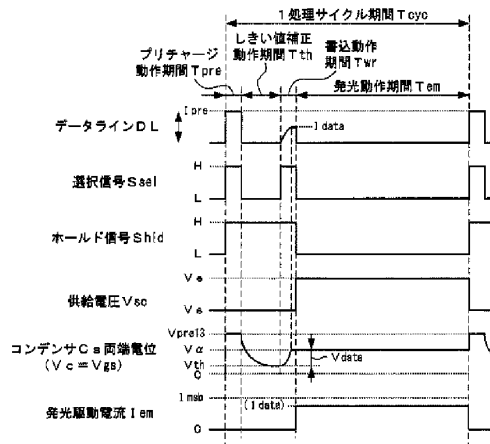 1処理サイクル期間Tcyc
プリチャージ
動作期間Tpre
しきい値補正
動作期間Tth
書込動作
期間Twr
発光動作期間Tem
データラインDL
Ipre
Idata
選択信号Ssel
H
L
ホールド信号Shld
H
L
供給電圧Vsc
Ve
Vs
コンデンサCs両端電位
(Vc=Vgs)
Vpre13
Vα
Vth
0
Vdata
発光駆動電流Iem
Imsb
(Idata)
0